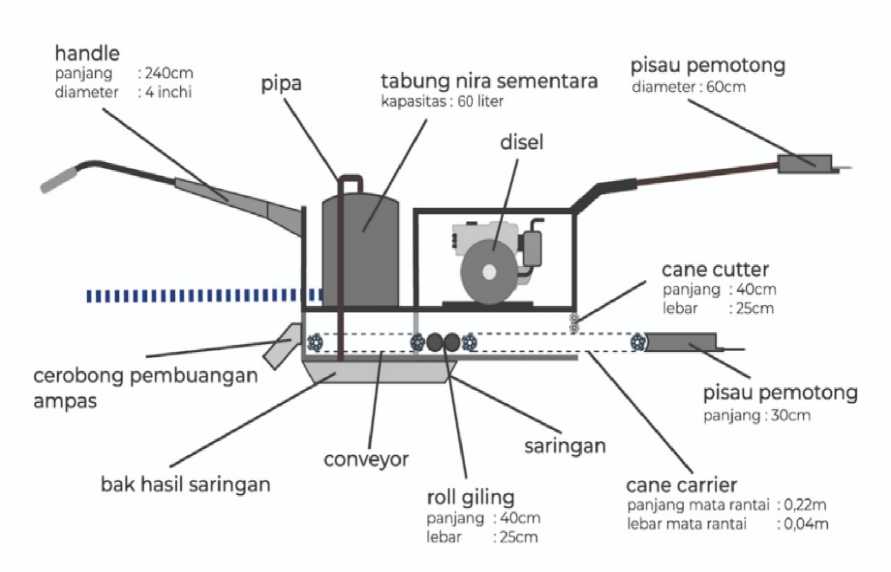 handle
panjang : 240cm
diameter : 4 inchi
pipa
tabung nira sementara
kapasitas : 60 liter
disel
pisau pemotong
diameter : 60cm
cane cutter
panjang : 40cm
lebar : 25cm
pisau pemotong
panjang : 30cm
cerobong pembuangan
ampas
bak hasil saringan
conveyor
roll giling
panjang : 40cm
lebar : 25cm
saringan
cane carrier
panjang mata rantai : 0,22m
lebar mata rantai : 0,04m